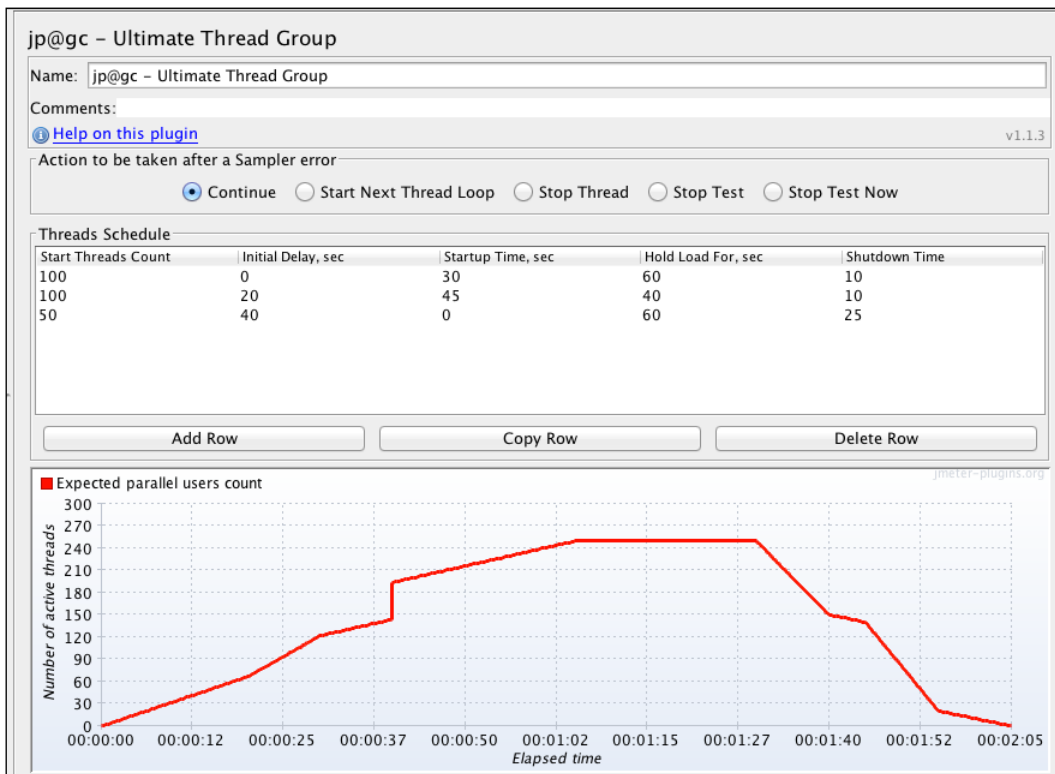 jp@gc – Ultimate Thread Group
Name: jp@gc – Ultimate Thread Group
Comments:
Help on this plugin v1.1.3
Action to be taken after a Sampler error
Continue Start Next Thread Loop Stop Thread Stop Test Stop Test Now
Threads Schedule
Start Threads Count Initial Delay, sec Startup Time, sec Hold Load For, sec Shutdown Time
100 0 30 60 10
100 20 45 40 10
50 40 0 60 25
Add Row Copy Row Delete Row
jmeter-plugins.org
Expected parallel users count
Number of active threads
300
270
240
210
180
150
120
90
60
30
0
00:00:00 00:00:12 00:00:25 00:00:37 00:00:50 00:01:02 00:01:15 00:01:27 00:01:40 00:01:52 00:02:05
Elapsed time